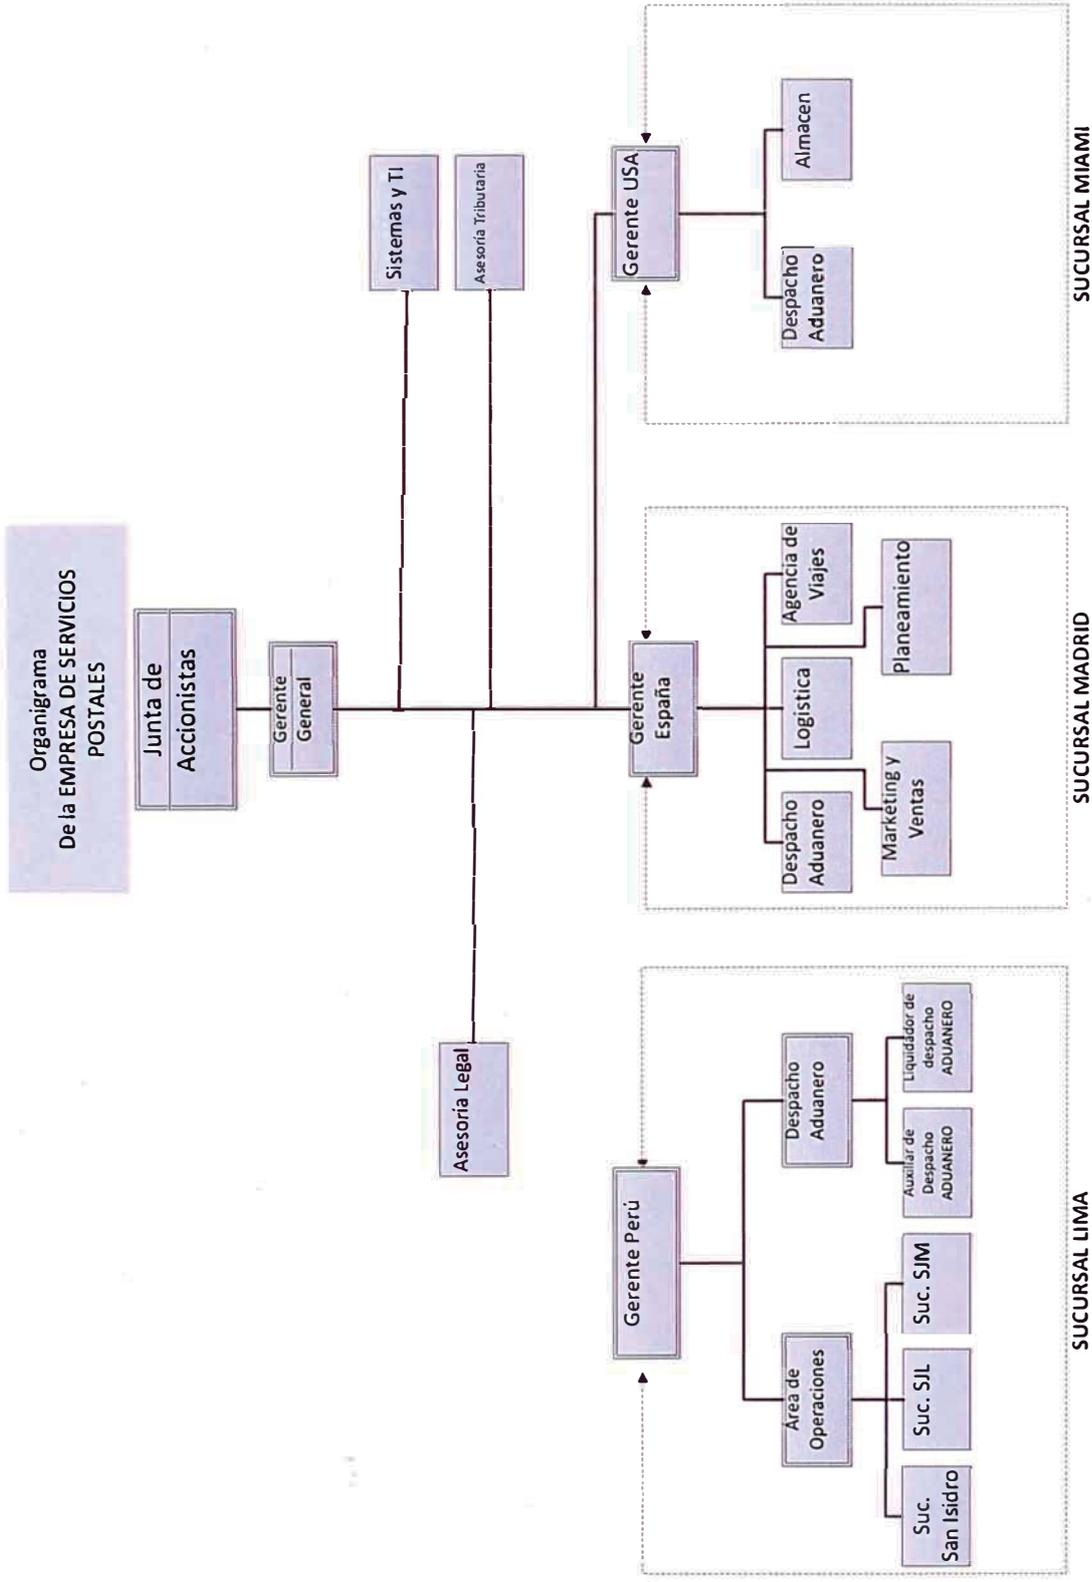 Organigrama
De la EMPRESA DE SERVICIOS
POSTALES
Junta de
Accionistas
Gerente
General
Sistemas y TI
Asesoría Tributaria
Asesoría Legal
Gerente Perú
Área de
Operaciones
Despacho
Aduanero
Suc.
San Isidro
Suc. SJL
Suc. SJM
Auxiliar de
Despacho
ADUANERO
Liquidador de
despacho
ADUANERO
SUCURSAL LIMA
Gerente
España
Despacho
Aduanero
Logística
Agencia de
Viajes
Marketing y
Ventas
Planeamiento
SUCURSAL MADRID
Gerente USA
Despacho
Aduanero
Almacen
SUCURSAL MIAMI